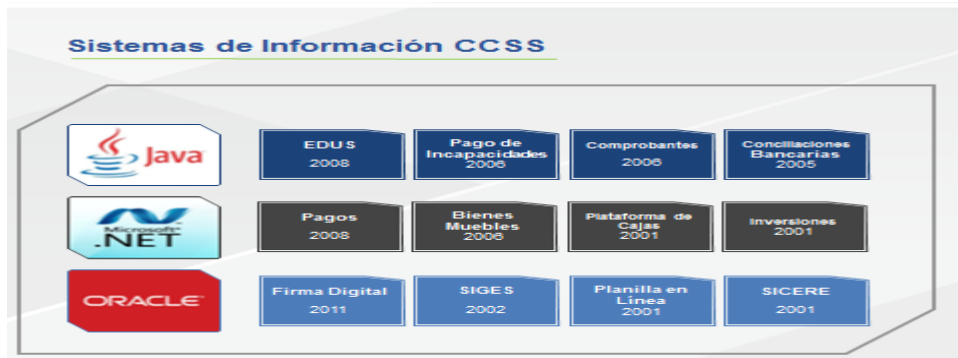 Sistemas de Información CCSS
Java
EDUS
2008
Pago de
Incapacidades
2006
Comprobantes
2006
Conciliaciones
Bancarias
2005
Microsoft
.NET
Pagos
2008
Bienes
Muebles
2006
Plataforma de
Cajas
2001
Inversiones
2001
ORACLE
Firma Digital
2011
SIGES
2002
Planilla en
Línea
2001
SICERE
2001